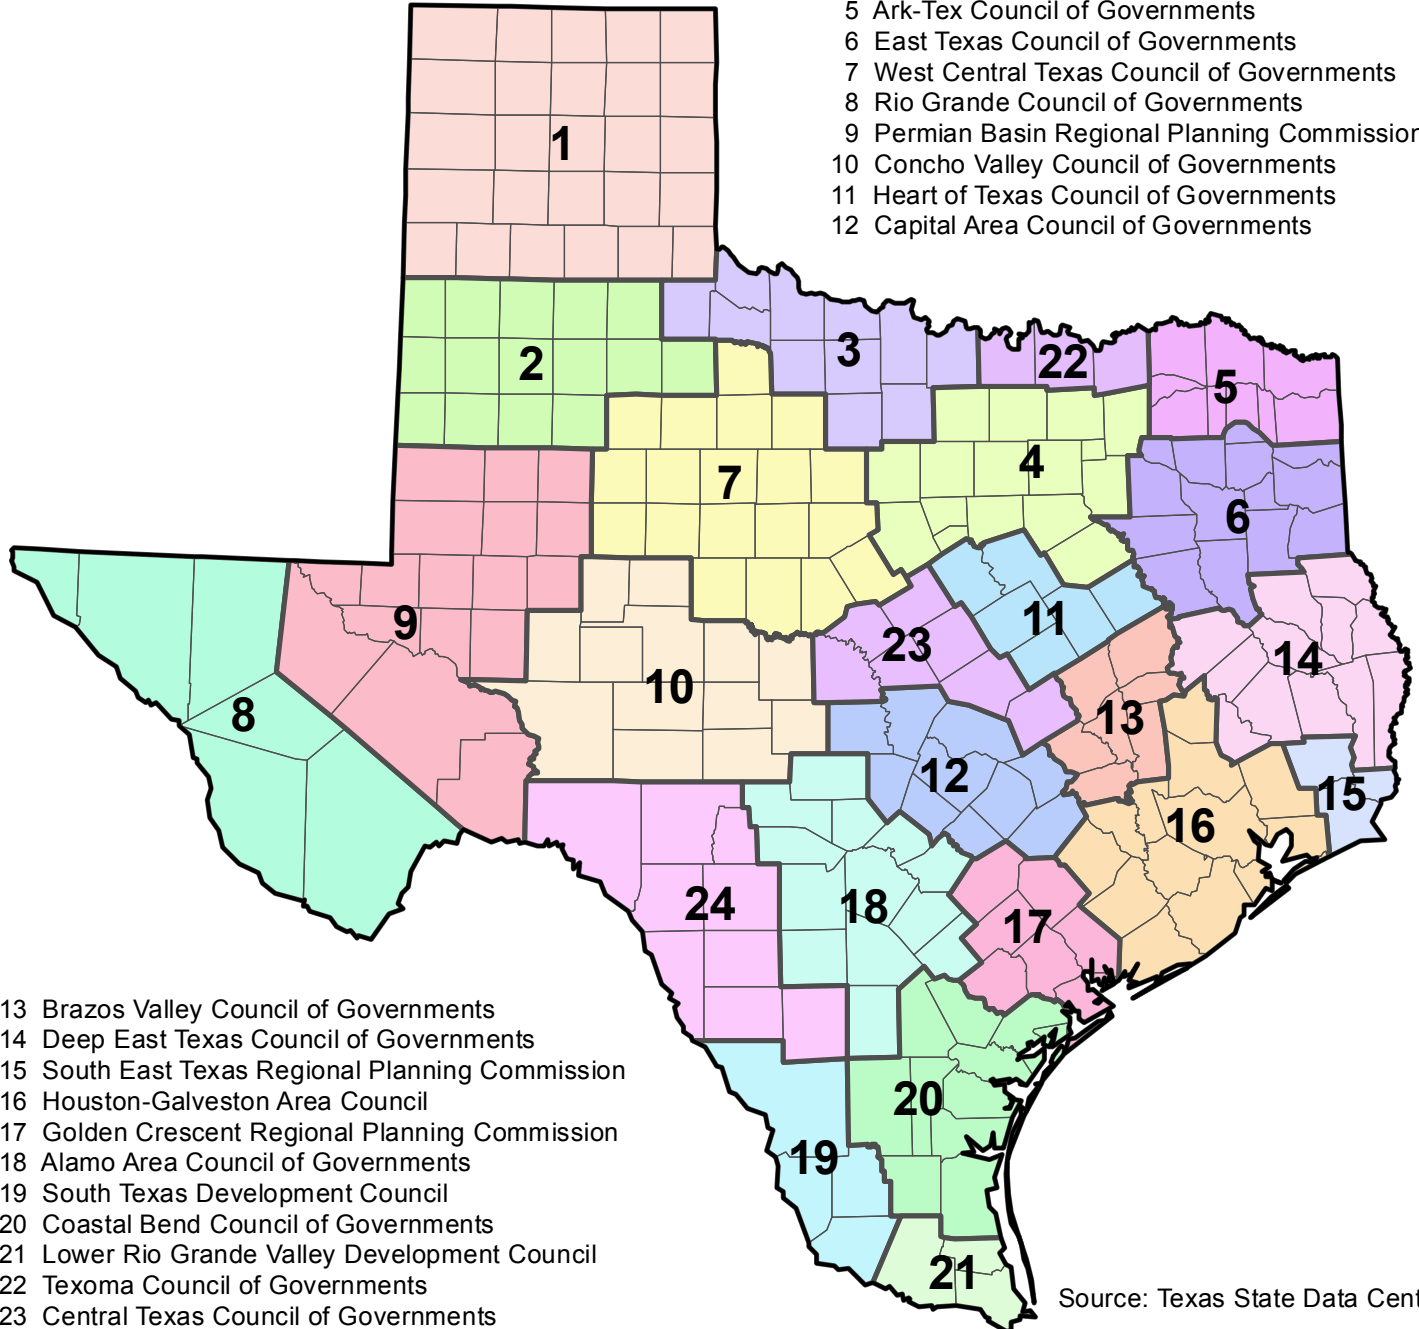 5 Ark-Tex Council of Governments
6 East Texas Council of Governments
7 West Central Texas Council of Governments
8 Rio Grande Council of Governments
9 Permian Basin Regional Planning Commission
10 Concho Valley Council of Governments
11 Heart of Texas Council of Governments
12 Capital Area Council of Governments
1
2
3
22
5
4
7
6
9
11
23
14
10
8
13
12
15
16
24
18
17
20
19
21
13 Brazos Valley Council of Governments
14 Deep East Texas Council of Governments
15 South East Texas Regional Planning Commission
16 Houston-Galveston Area Council
17 Golden Crescent Regional Planning Commission
18 Alamo Area Council of Governments
19 South Texas Development Council
20 Coastal Bend Council of Governments
21 Lower Rio Grande Valley Development Council
22 Texoma Council of Governments
23 Central Texas Council of Governments
Source: Texas State Data Cent